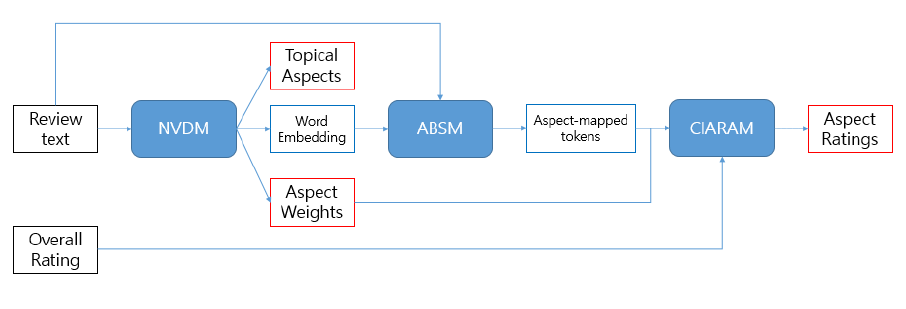 Topical
Aspects
Review
text
NVDM
Word
Embedding
ABSM
Aspect-mapped
tokens
CIARAM
Aspect
Ratings
Aspect
Weights
Overall
Rating